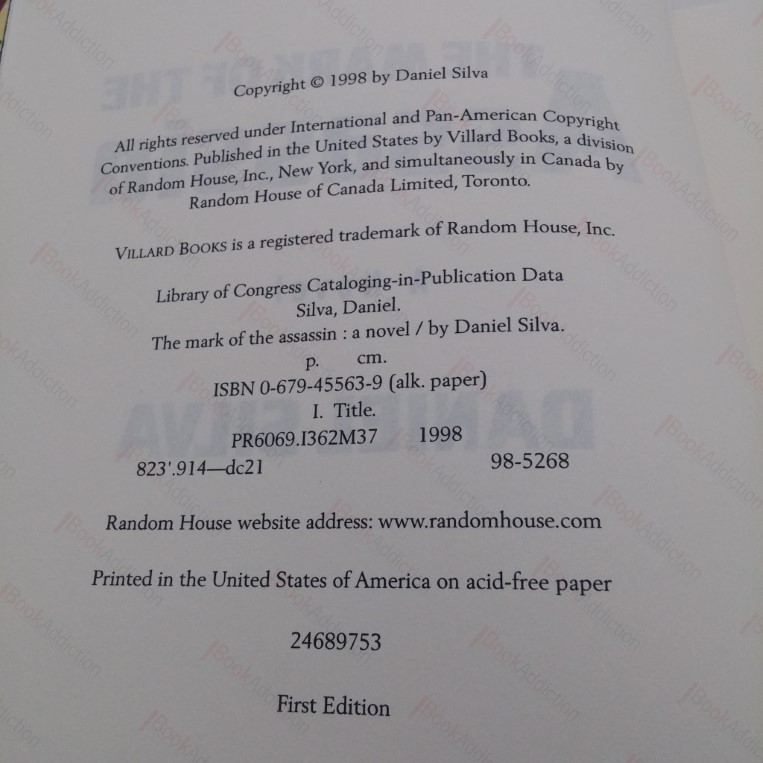 Copyright © 1998 by Daniel Silva
All rights reserved under International and Pan-American Copyright
Conventions. Published in the United States by Villard Books, a division
of Random House, Inc., New York, and simultaneously in Canada by
Random House of Canada Limited, Toronto.
VILLARD BOOKS is a registered trademark of Random House, Inc.
Library of Congress Cataloging-in-Publication Data
Silva, Daniel.
The mark of the assassin : a novel / by Daniel Silva.
p. cm.
ISBN 0-679-45563-9 (alk. paper)
I. Title.
PR6069.I362M37 1998
823'.914—dc21 98-5268
Random House website address: www.randomhouse.com
Printed in the United States of America on acid-free paper
24689753
First Edition